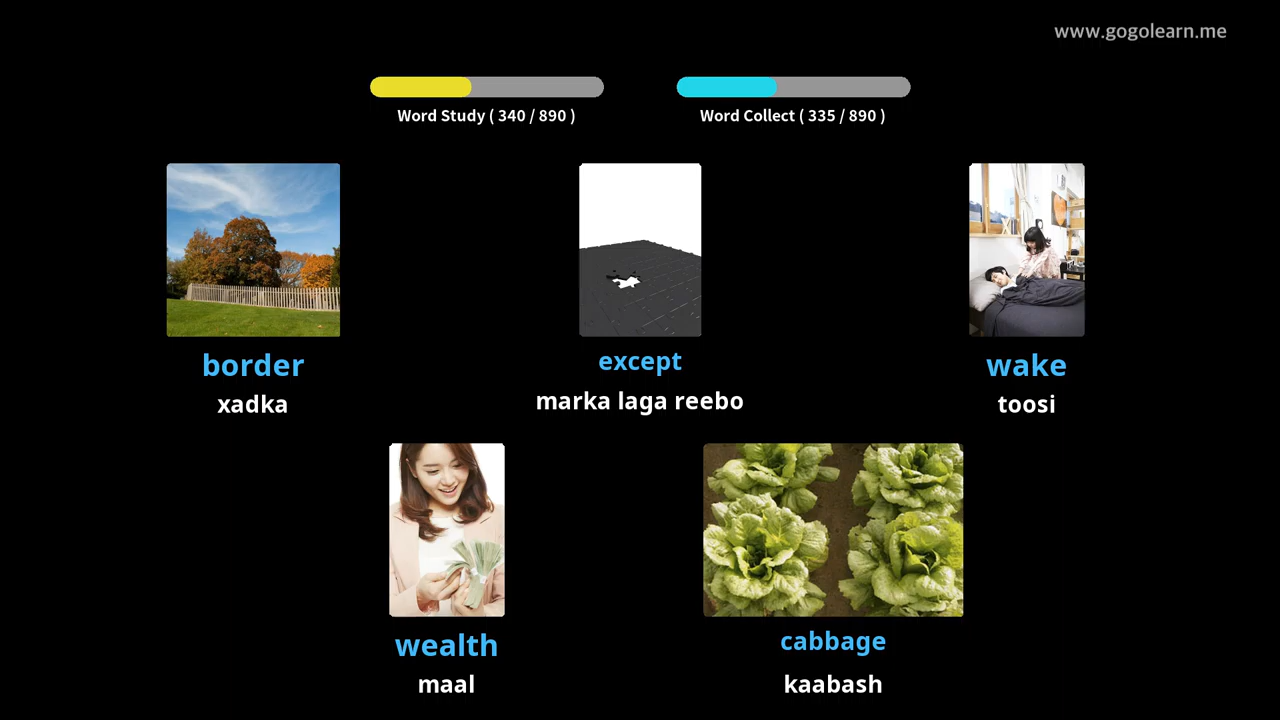 www.gogolearn.me
Word Study ( 340 / 890 )
Word Collect ( 335 / 890 )
border
xadka
except
marka laga reebo
wake
toosi
wealth
maal
cabbage
kaabash